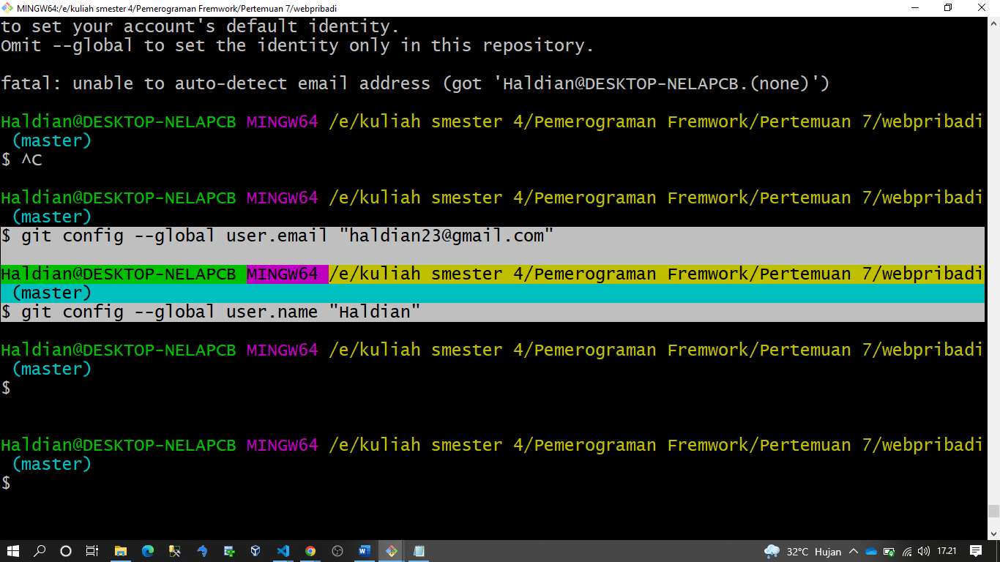 MINGW64:/e/kuliah smester 4/Pemerograman Fremwork/Pertemuan 7/webpribadi
to set your account's default identity.
Omit --global to set the identity only in this repository.
fatal: unable to auto-detect email address (got 'Haldian@DESKTOP-NELAPCB.(none)')
Haldian@DESKTOP-NELAPCB MINGW64 /e/kuliah smester 4/Pemerograman Fremwork/Pertemuan 7/webpribadi
(master)
$ ^C
Haldian@DESKTOP-NELAPCB MINGW64 /e/kuliah smester 4/Pemerograman Fremwork/Pertemuan 7/webpribadi
(master)
$ git config --global user.email "haldian23@gmail.com"
Haldian@DESKTOP-NELAPCB MINGW64 /e/kuliah smester 4/Pemerograman Fremwork/Pertemuan 7/webpribadi
(master)
$ git config --global user.name "Haldian"
Haldian@DESKTOP-NELAPCB MINGW64 /e/kuliah smester 4/Pemerograman Fremwork/Pertemuan 7/webpribadi
(master)
$
Haldian@DESKTOP-NELAPCB MINGW64 /e/kuliah smester 4/Pemerograman Fremwork/Pertemuan 7/webpribadi
(master)
$
32°C Hujan 17.21